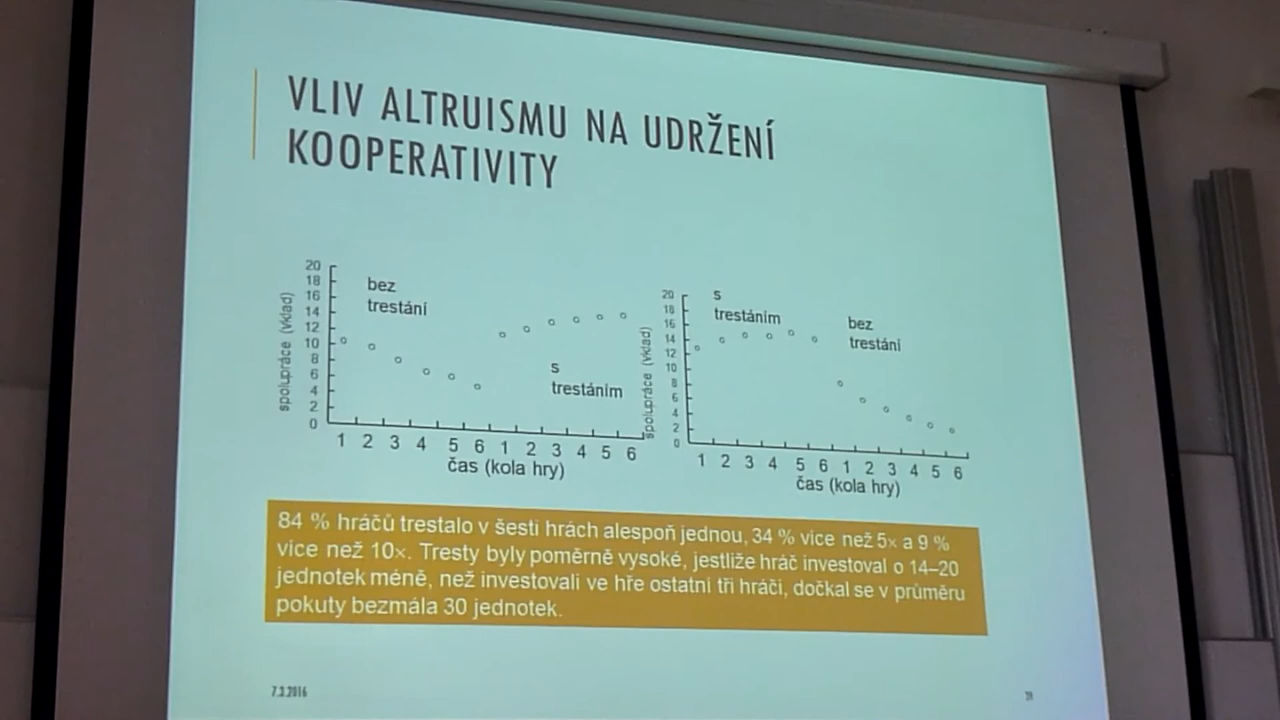 VLIV ALTRUISMU NA UDRŽENÍ
KOOPERATIVITY
20
18
16
14
12
10
8
6
4
2
0
spolupráce (vklad)
bez
trestání
s
trestáním
1 2 3 4 5 6 1 2 3 4 5 6
čas (kola hry)
20
18
16
14
12
10
8
6
4
2
0
spolupráce (vklad)
s
trestáním
bez
trestání
1 2 3 4 5 6 1 2 3 4 5 6
čas (kola hry)
84 % hráčů trestalo v šesti hrách alespoň jednou, 34 % více než 5× a 9 %
více než 10×. Tresty byly poměrně vysoké, jestliže hráč investoval o 14–20
jednotek méně, než investovali ve hře ostatní tři hráči, dočkal se v průměru
pokuty bezmála 30 jednotek.
7.3.2016